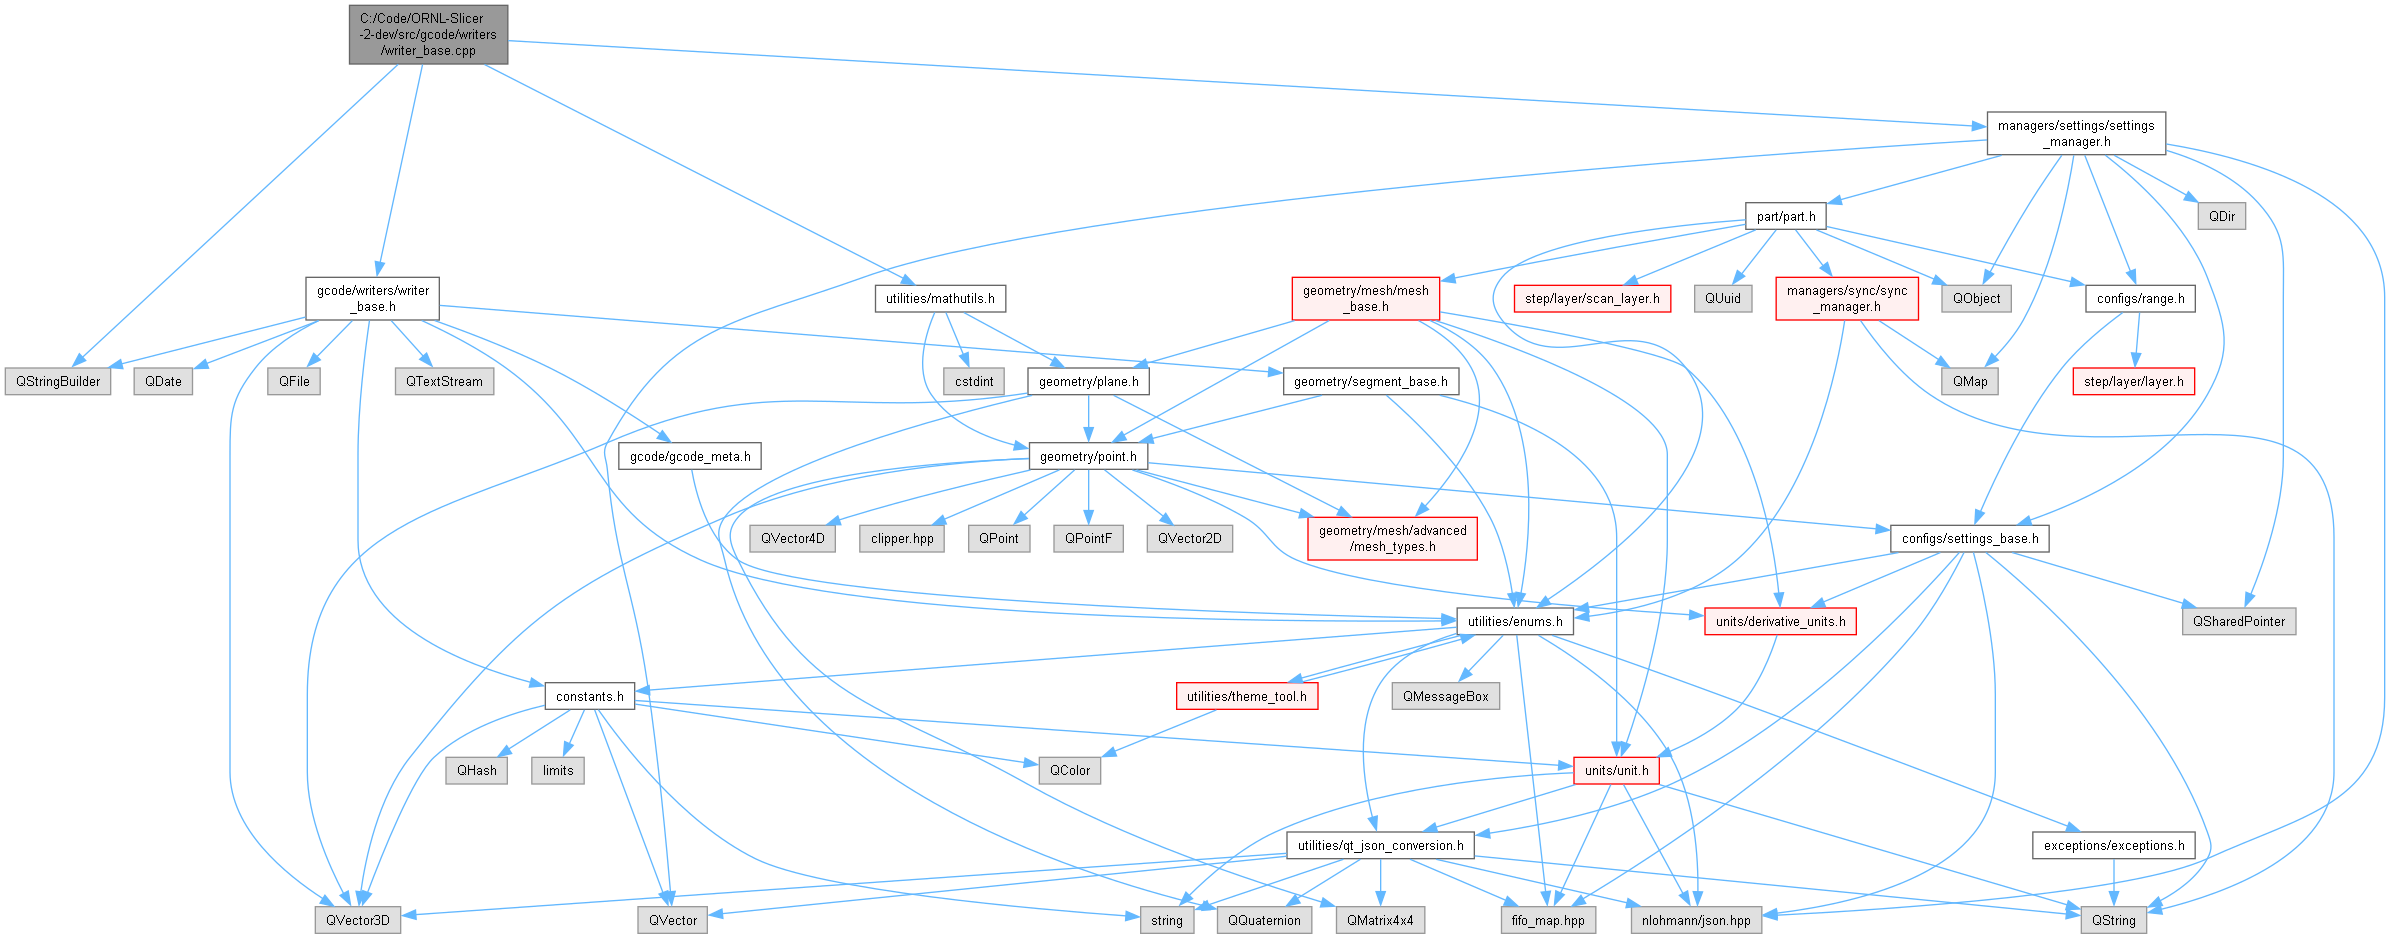 C:/Code/ORNL-Slicer
-2-dev/src/gcode/writers
/writer_base.cpp
managers/settings/settings
_manager.h
part/part.h
QDir
gcode/writers/writer
_base.h
utilities/mathutils.h
geometry/mesh/mesh
_base.h
step/layer/scan_layer.h
QUuid
managers/sync/sync
_manager.h
QObject
configs/range.h
QStringBuilder
QDate
QFile
QTextStream
cstdint
geometry/plane.h
geometry/segment_base.h
QMap
step/layer/layer.h
gcode/gcode_meta.h
geometry/point.h
QVector4D
clipper.hpp
QPoint
QPointF
QVector2D
geometry/mesh/advanced
/mesh_types.h
configs/settings_base.h
utilities/enums.h
units/derivative_units.h
QSharedPointer
constants.h
utilities/theme_tool.h
QMessageBox
QHash
limits
QColor
units/unit.h
utilities/qt_json_conversion.h
exceptions/exceptions.h
QVector3D
QVector
string
QQuaternion
QMatrix4x4
fifo_map.hpp
nlohmann/json.hpp
QString